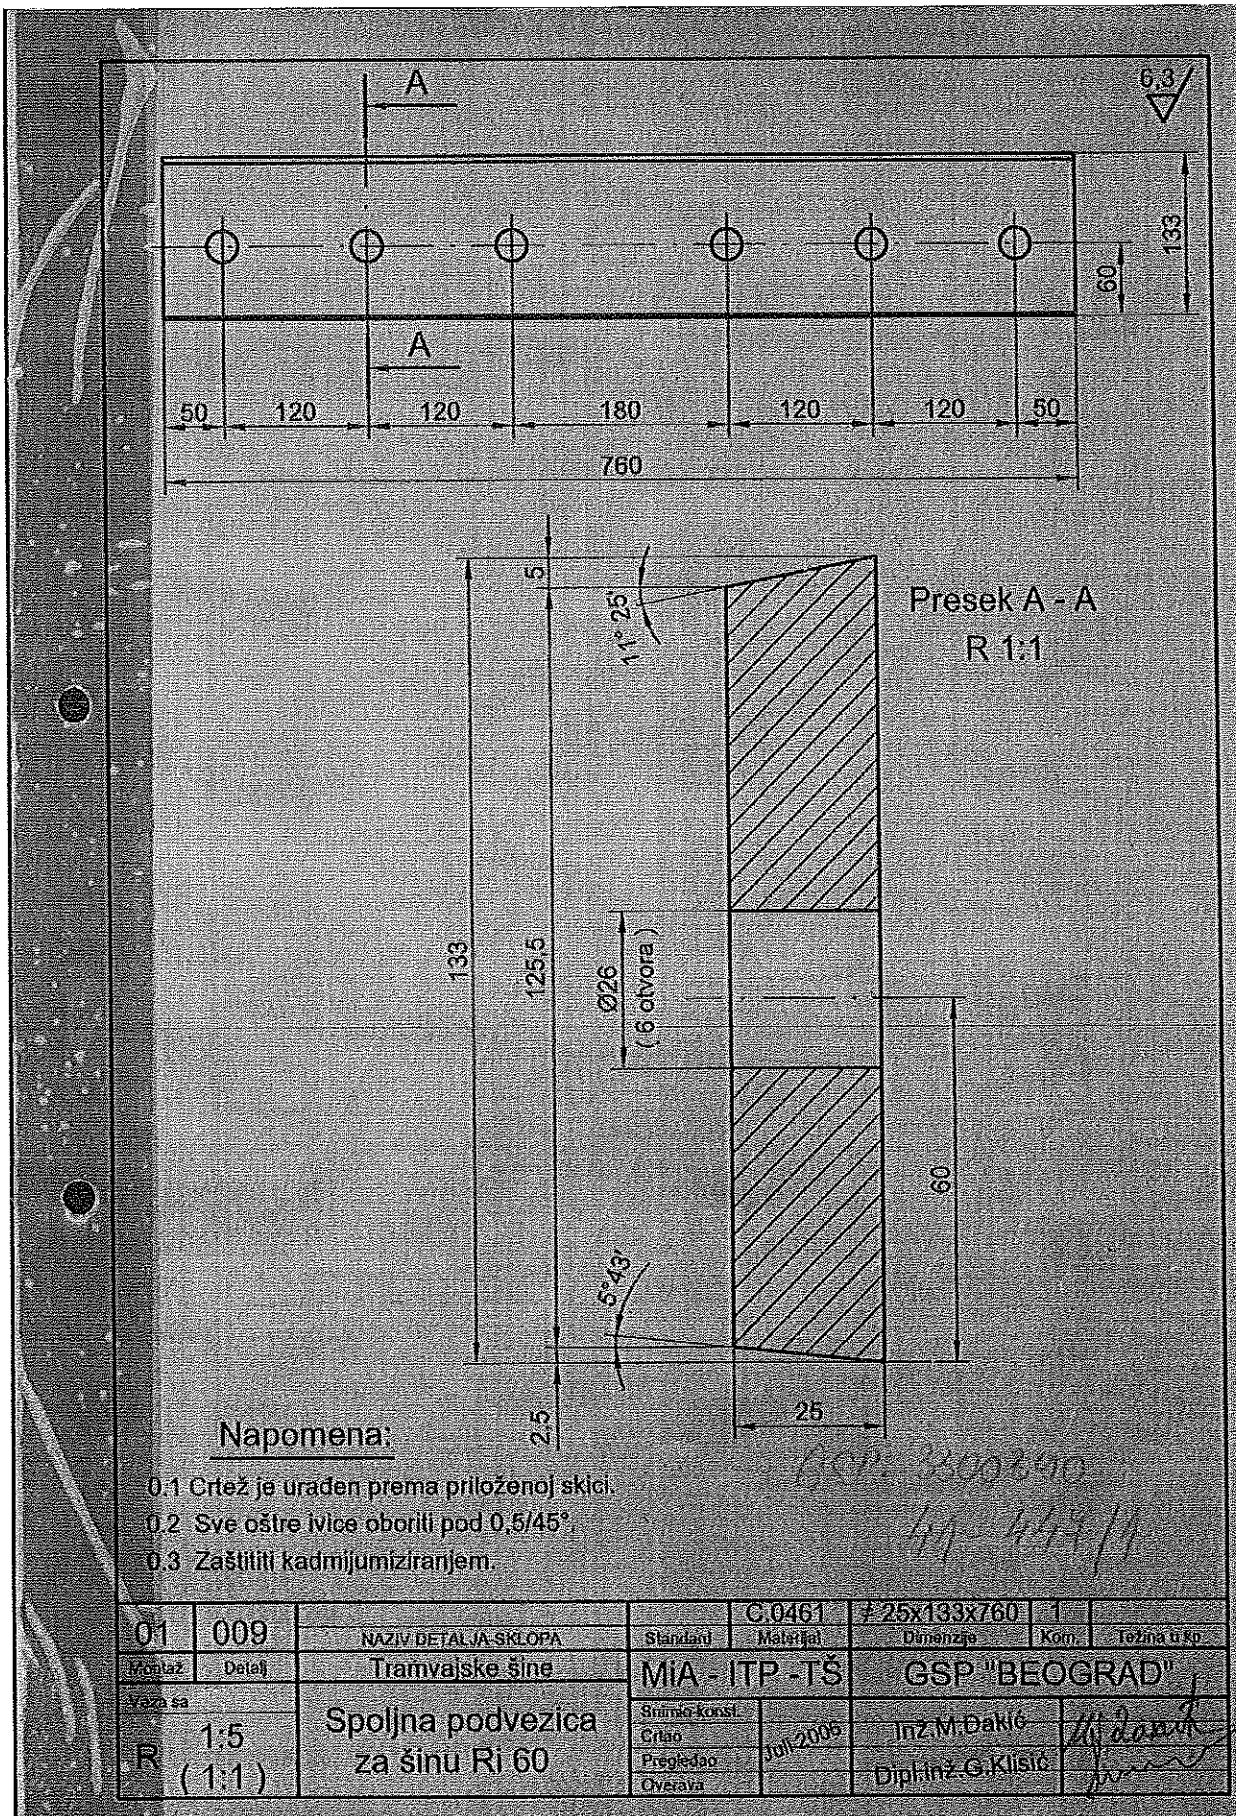 A
6,3
133
60
A
50 120 120 180 120 120 50
760
5
11° 25'
Presek A - A
R 1:1
133
125,5
Ø26
( 6 otvora )
60
5°43'
2,5
25
Napomena:
0.1 Crtež je urađen prema priloženoj skici.
0.2 Sve oštre ivice oboriti pod 0,5/45°.
0.3 Zaštititi kadmijumiziranjem.
01 009 C.0461 ≠ 25x133x760 1
NAZIV DETALJA-SKLOPA Standard Materijal Dimenzije Kom. Težina u kp
Montaž Detalj Tramvajske šine MiA - ITP -TŠ GSP "BEOGRAD"
Veza sa
R 1:5
( 1:1 )
Spoljna podvezica
za šinu Ri 60
Snimio-konst.
Crtao Juli-2006 Inž.M.Đakić
Pregledao Dipl.inž.G.Klisić
Overava